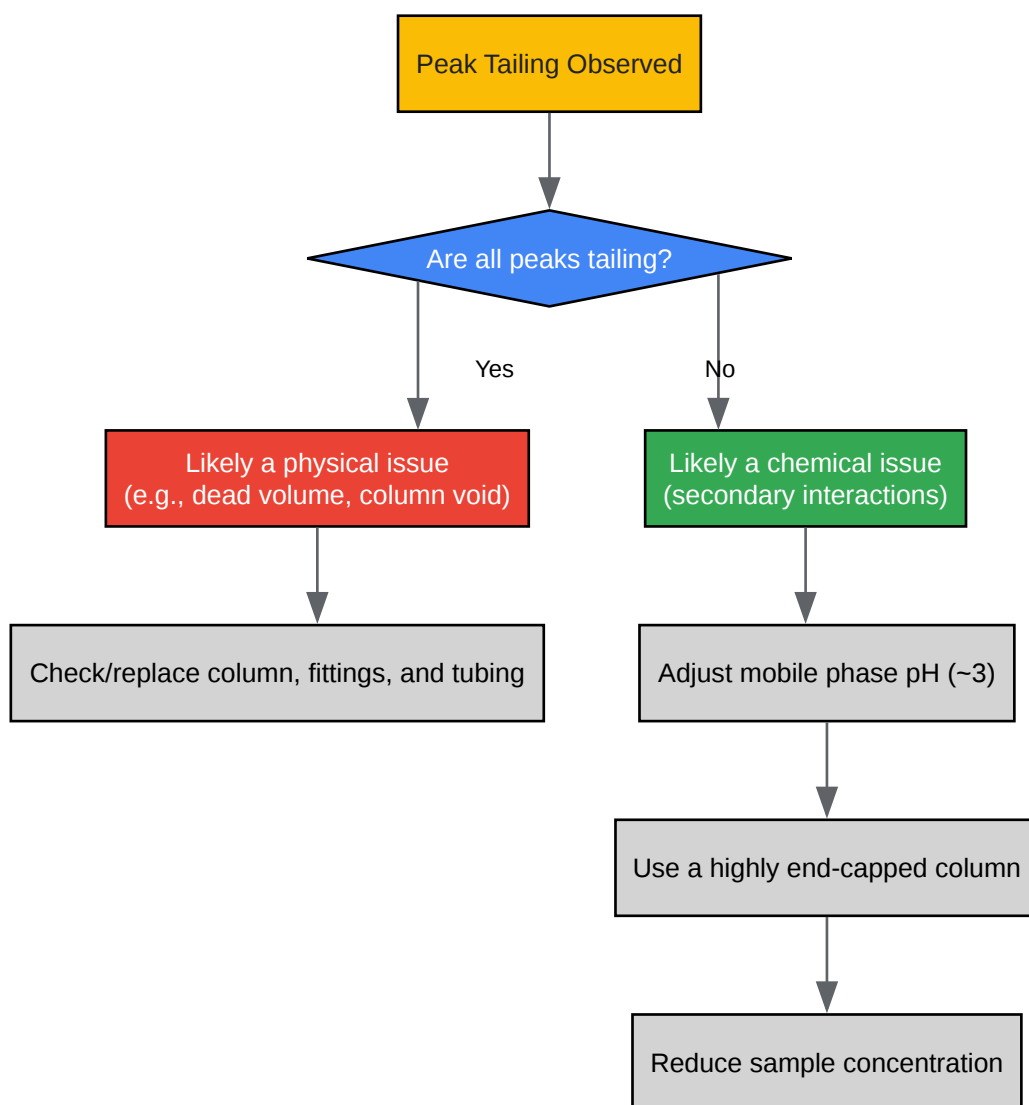 Peak Tailing Observed
Are all peaks tailing?
Yes
No
Likely a physical issue
(e.g., dead volume, column void)
Likely a chemical issue
(secondary interactions)
Check/replace column, fittings, and tubing
Adjust mobile phase pH (~3)
Use a highly end-capped column
Reduce sample concentration